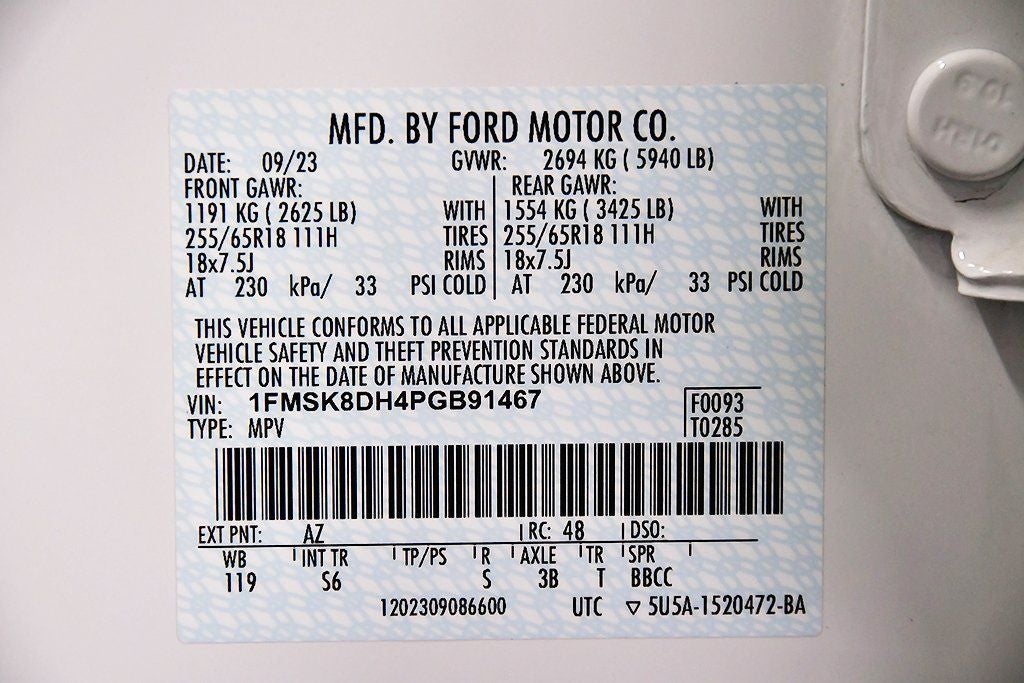 MFD. BY FORD MOTOR CO.
DATE: 09/23 GVWR: 2694 KG ( 5940 LB)
FRONT GAWR: REAR GAWR:
1191 KG ( 2625 LB) WITH 1554 KG ( 3425 LB) WITH
255/65R18 111H TIRES 255/65R18 111H TIRES
18x7.5J RIMS 18x7.5J RIMS
AT 230 kPa/ 33 PSI COLD AT 230 kPa/ 33 PSI COLD
THIS VEHICLE CONFORMS TO ALL APPLICABLE FEDERAL MOTOR
VEHICLE SAFETY AND THEFT PREVENTION STANDARDS IN
EFFECT ON THE DATE OF MANUFACTURE SHOWN ABOVE.
VIN: 1FMSK8DH4PGB91467 F0093
TYPE: MPV T0285
EXT PNT: AZ RC: 48 DSO:
WB INT TR TP/PS R AXLE TR SPR
119 S6 S 3B T BBCC
1202309086600 UTC ▽ 5U5A-1520472-BA